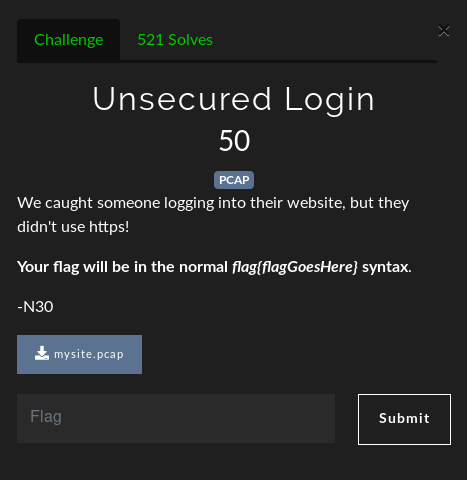 Challenge
521 Solves
×
Unsecured Login
50
PCAP
We caught someone logging into their website, but they
didn't use https!
Your flag will be in the normal flag{flagGoesHere} syntax.
-N30
mysite.pcap
Flag
Submit